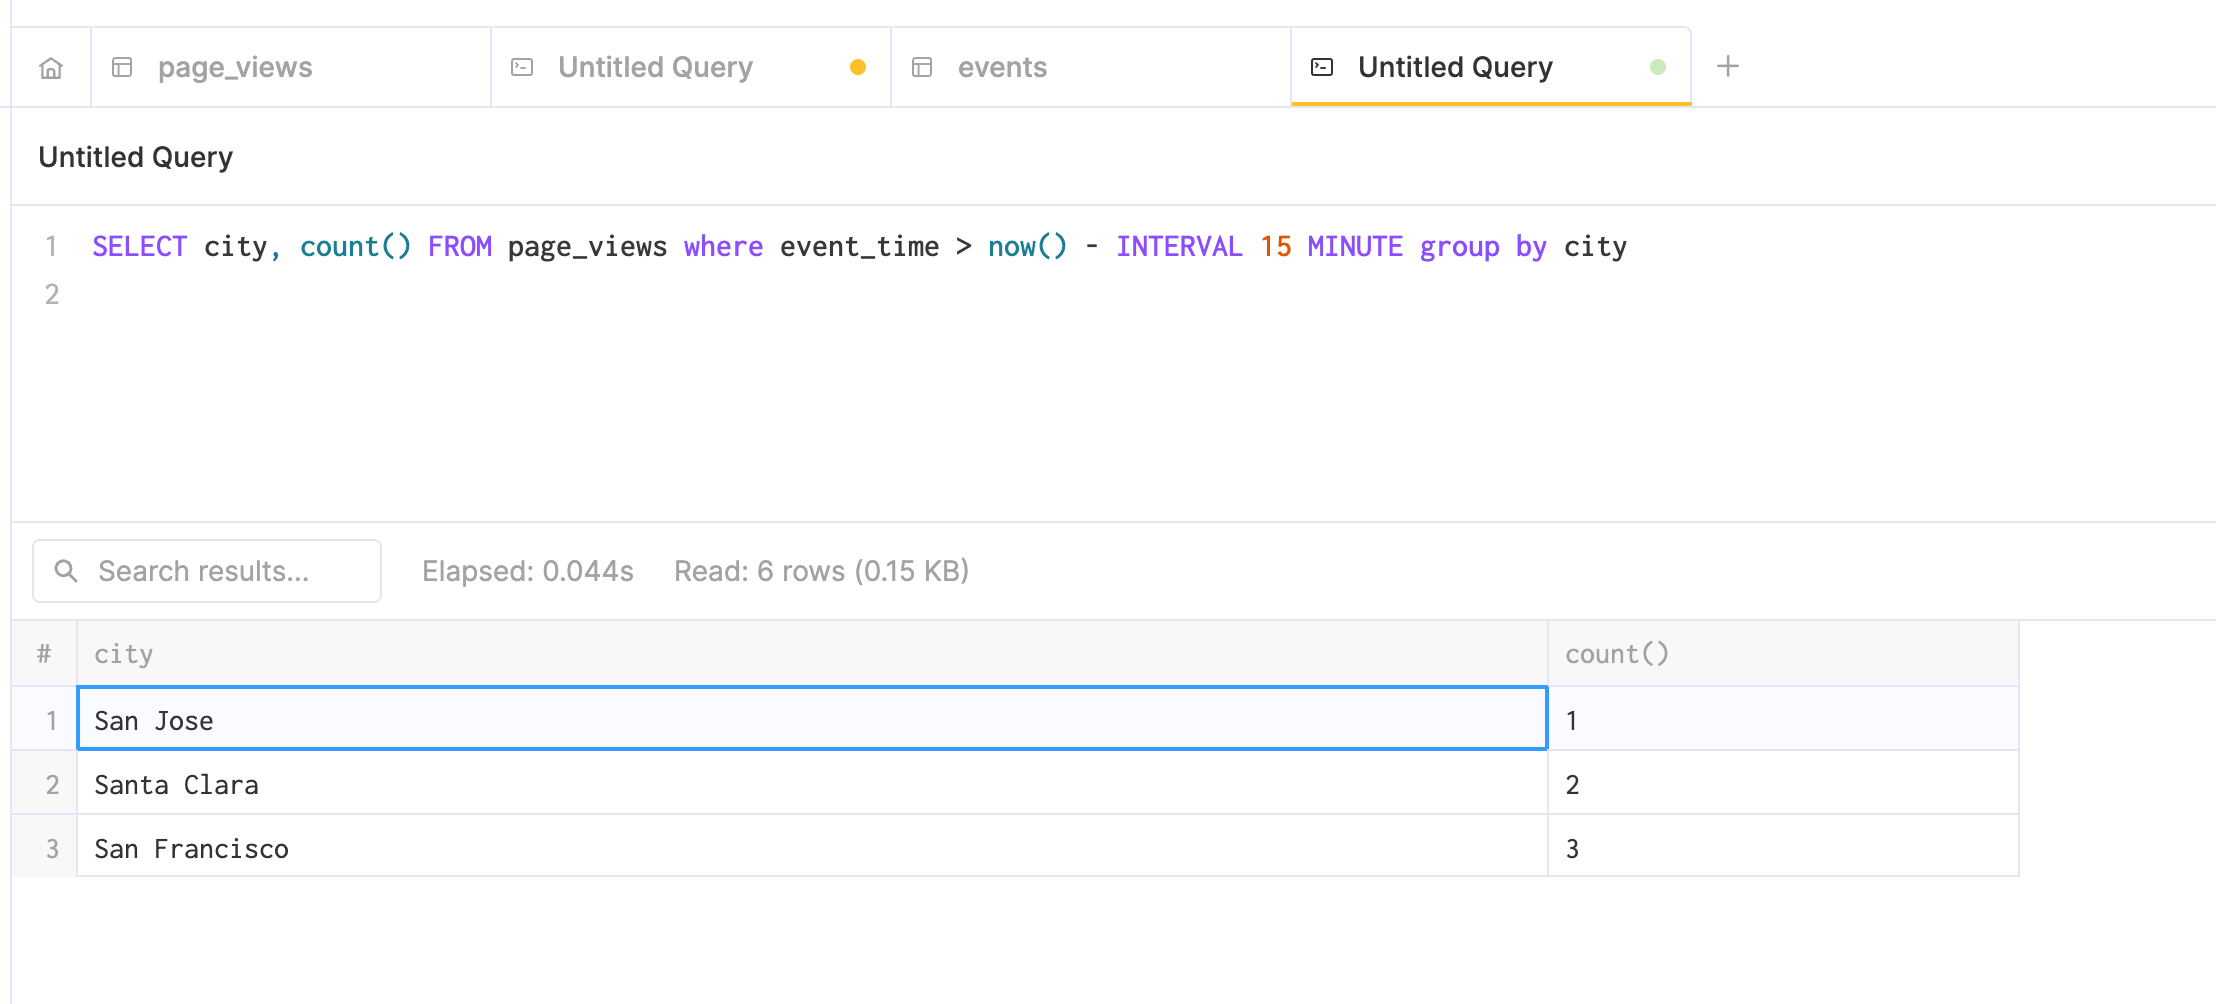 page_views Untitled Query events Untitled Query +
Untitled Query
1 SELECT city, count() FROM page_views where event_time > now() - INTERVAL 15 MINUTE group by city
2
Search results... Elapsed: 0.044s Read: 6 rows (0.15 KB)
# city count()
1 San Jose 1
2 Santa Clara 2
3 San Francisco 3